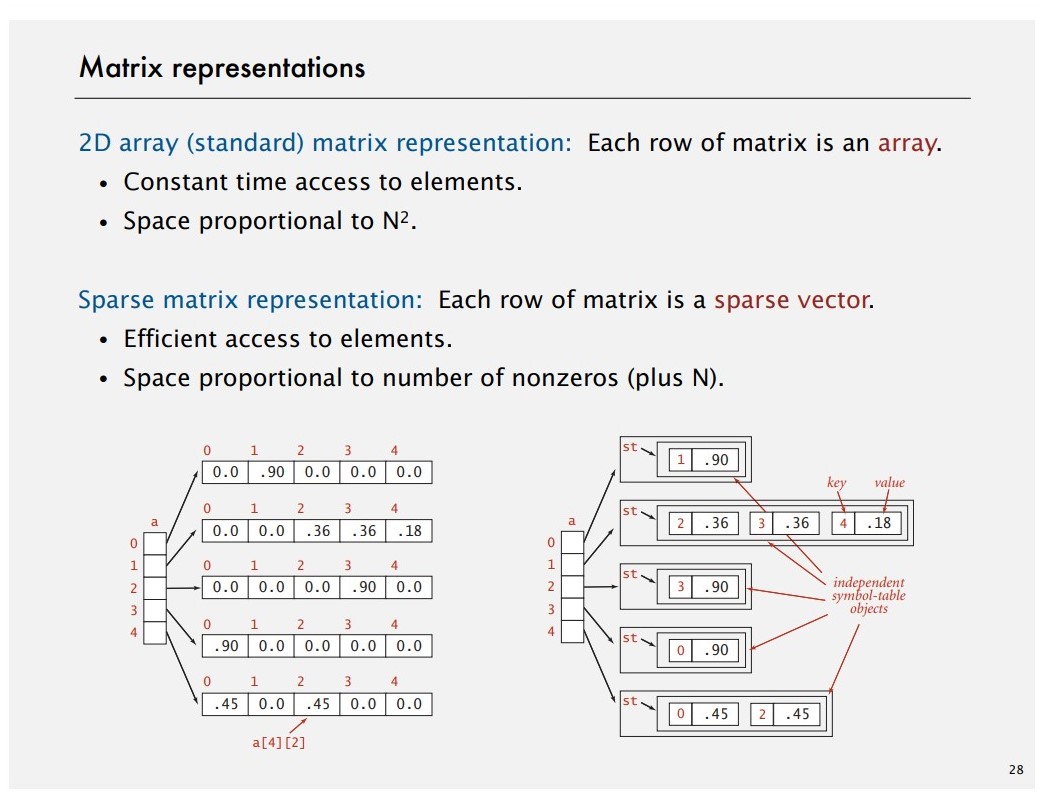 Matrix representations
2D array (standard) matrix representation: Each row of matrix is an array.
• Constant time access to elements.
• Space proportional to N².
Sparse matrix representation: Each row of matrix is a sparse vector.
• Efficient access to elements.
• Space proportional to number of nonzeros (plus N).
a
0
1
2
3
4
0 1 2 3 4
0.0 .90 0.0 0.0 0.0
0 1 2 3 4
0.0 0.0 .36 .36 .18
0 1 2 3 4
0.0 0.0 0.0 .90 0.0
0 1 2 3 4
.90 0.0 0.0 0.0 0.0
0 1 2 3 4
.45 0.0 .45 0.0 0.0
a[4][2]
a
0
1
2
3
4
st
1 .90
key value
st
2 .36 3 .36 4 .18
st
3 .90
st
0 .90
st
0 .45 2 .45
independent
symbol-table
objects
28